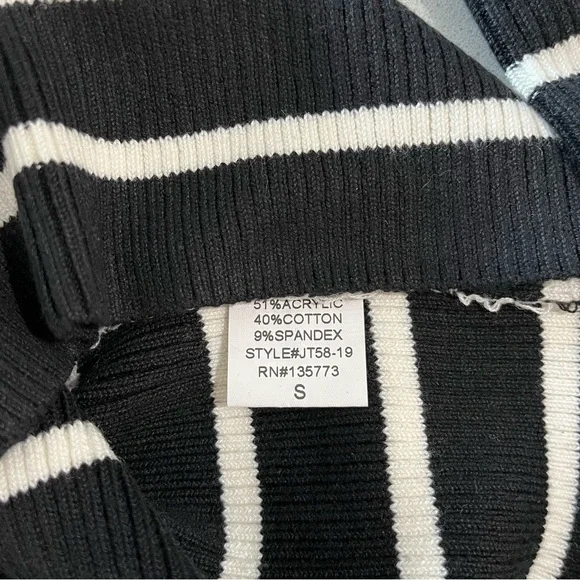 51%ACRYLIC
40%COTTON
9%SPANDEX
STYLE#JT58-19
RN#135773
S